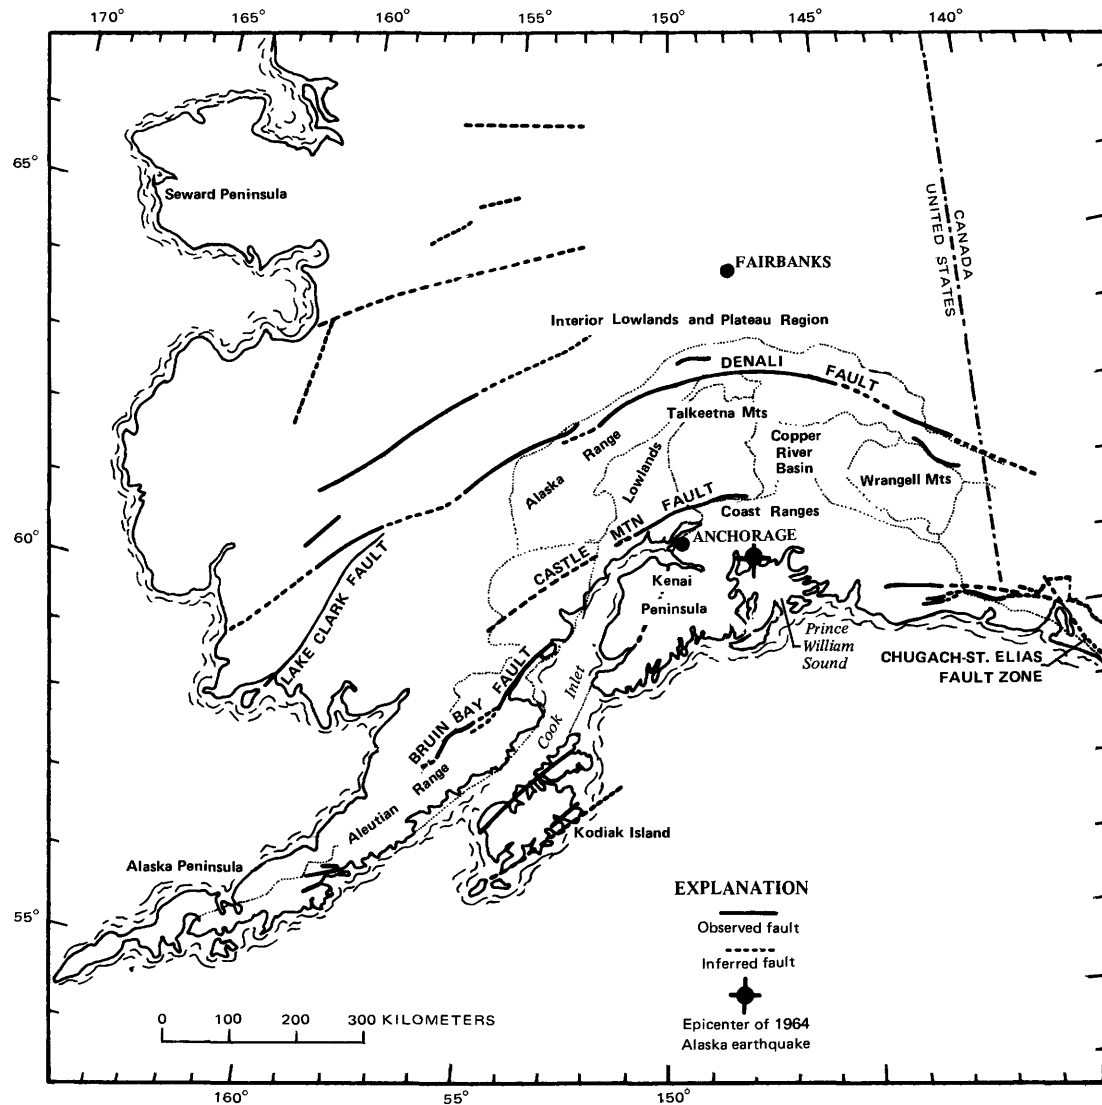 170° 165° 160° 155° 150° 145° 140°
65°
Seward Peninsula
CANADA
UNITED STATES
FAIRBANKS
Interior Lowlands and Plateau Region
DENALI
FAULT
Talkeetna Mts
Alaska
Range
Lowlands
Copper
River
Basin
Wrangell Mts
CASTLE MTN FAULT
Coast Ranges
60°
ANCHORAGE
LAKE CLARK FAULT
Kenai
Peninsula
Prince
William
Sound
CHUGACH-ST. ELIAS
FAULT ZONE
BRUIN BAY FAULT
Cook Inlet
Aleutian Range
Kodiak Island
Alaska Peninsula
55°
EXPLANATION
Observed fault
Inferred fault
Epicenter of 1964
Alaska earthquake
0 100 200 300 KILOMETERS
160° 55° 150°